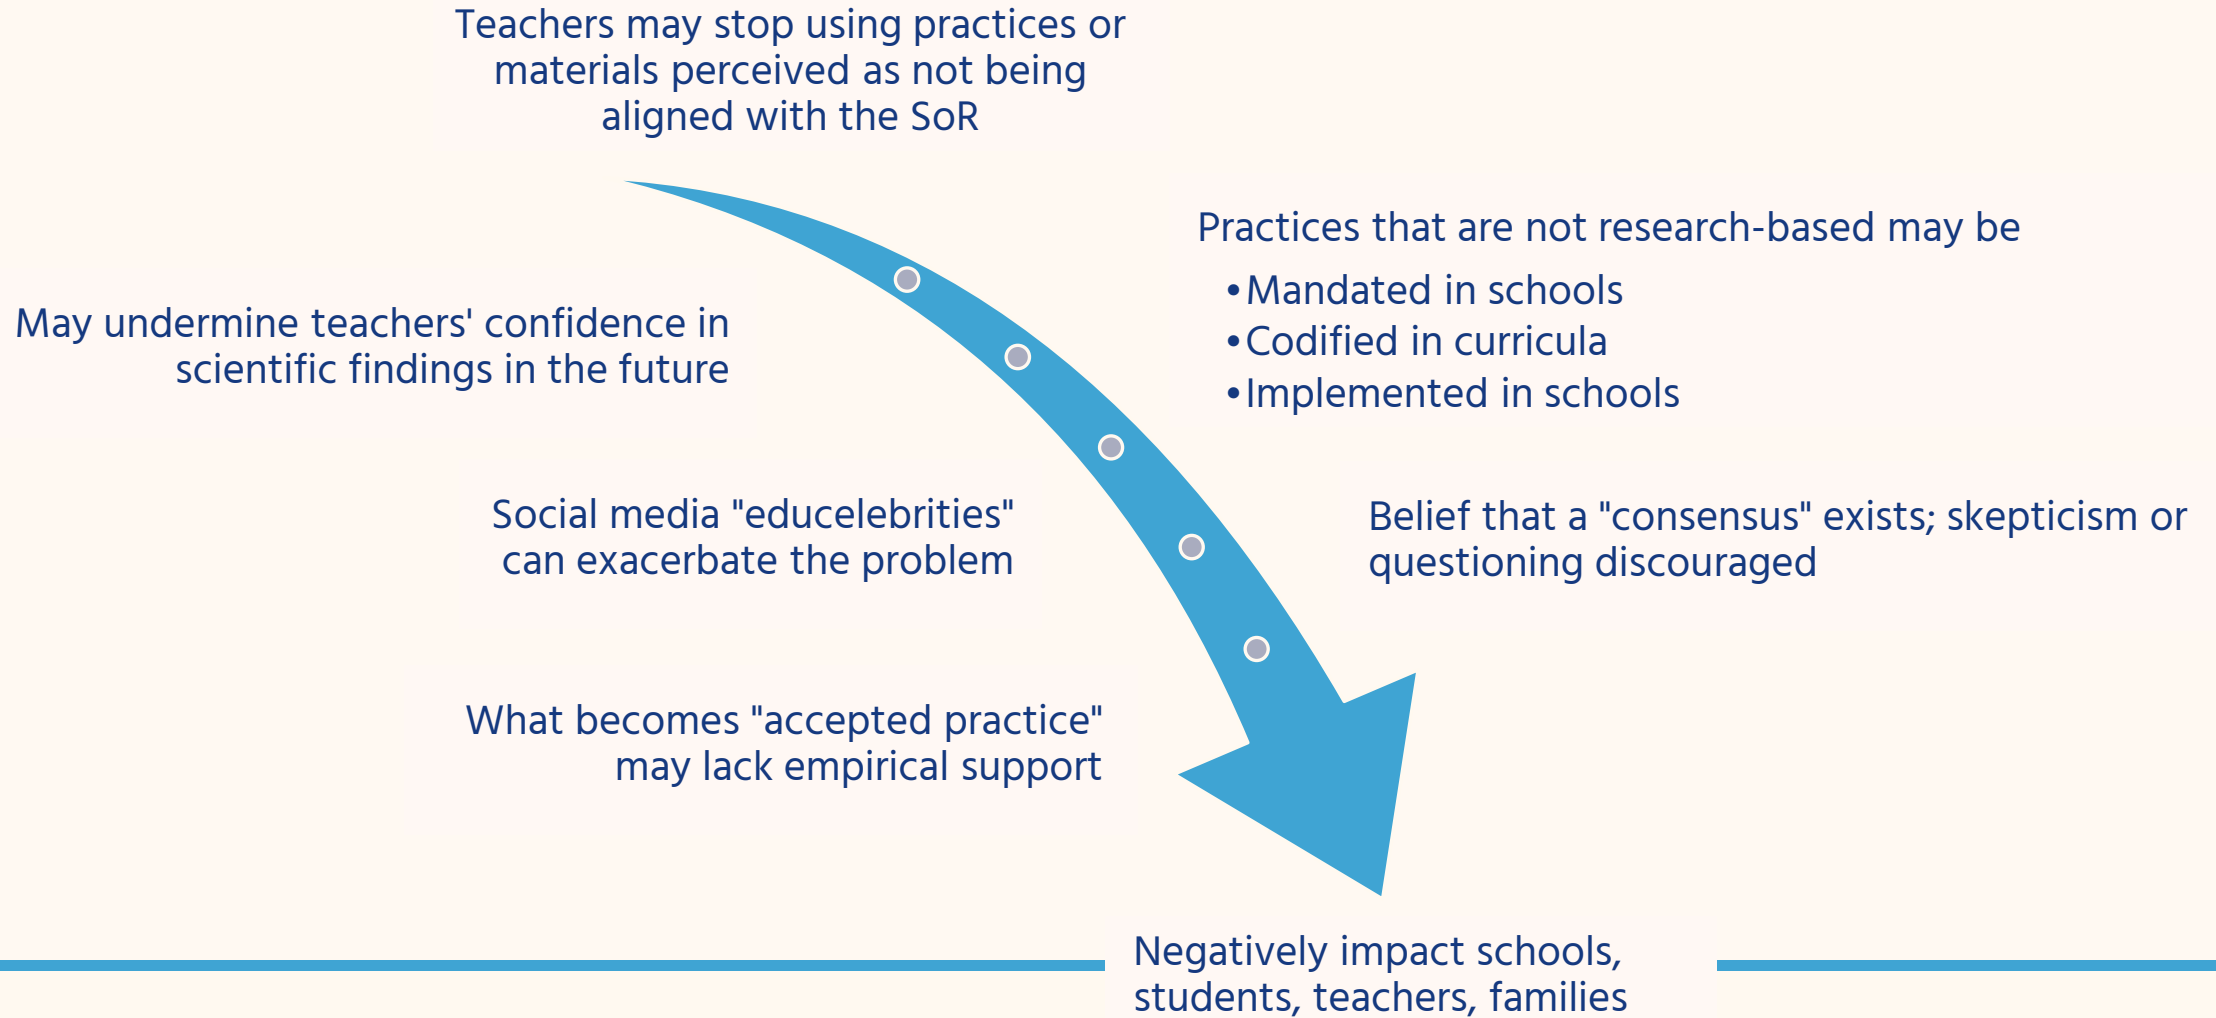 Teachers may stop using practices or
materials perceived as not being
aligned with the SoR
Practices that are not research-based may be
•Mandated in schools
•Codified in curricula
•Implemented in schools
May undermine teachers' confidence in
scientific findings in the future
Social media "educelebrities"
can exacerbate the problem
Belief that a "consensus" exists; skepticism or
questioning discouraged
What becomes "accepted practice"
may lack empirical support
Negatively impact schools,
students, teachers, families